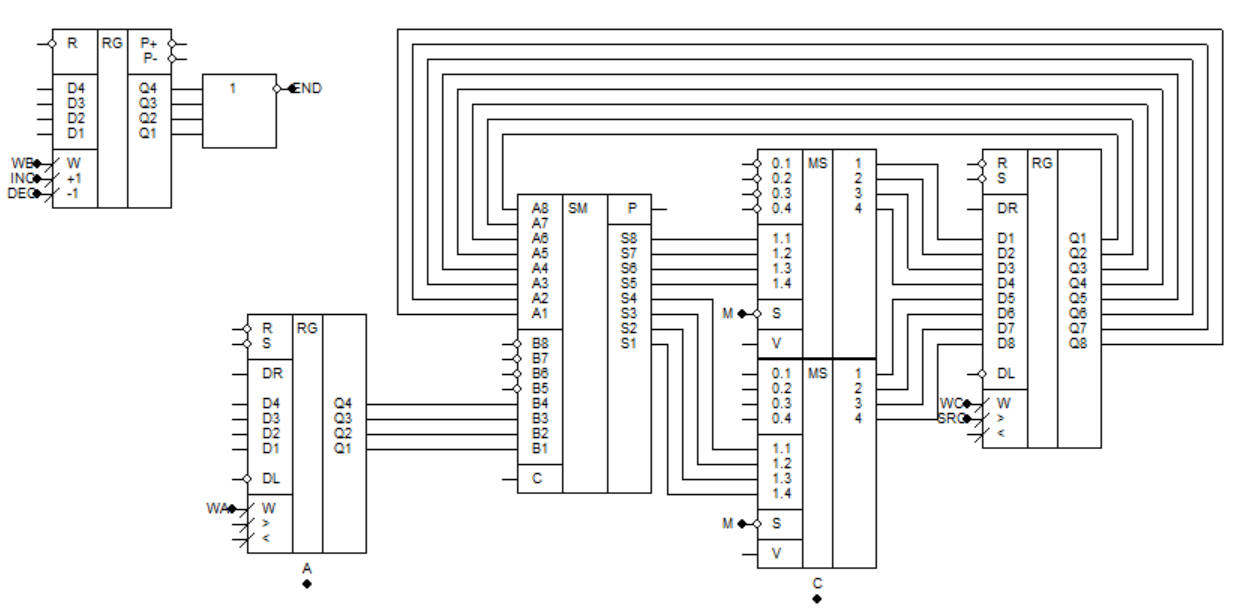 R RG P+
P-
D4 Q4 1 END
D3 Q3
D2 Q2
D1 Q1
WB W
INC +1
DEC -1
R RG
S
DR
D4 Q4
D3 Q3
D2 Q2
D1 Q1
DL
WA W
>
<
A
A8 SM P
A7
A6 S8
A5 S7
A4 S6
A3 S5
A2 S4
A1 S3
S2
B8 S1
B7
B6
B5
B4
B3
B2
B1
C
0.1 MS 1
0.2 2
0.3 3
0.4 4
1.1
1.2
1.3
1.4
M S
V
0.1 MS 1
0.2 2
0.3 3
0.4 4
1.1
1.2
1.3
1.4
M S
V
C
R RG
S
DR
D1 Q1
D2 Q2
D3 Q3
D4 Q4
D5 Q5
D6 Q6
D7 Q7
D8 Q8
DL
WC W
SRC >
<